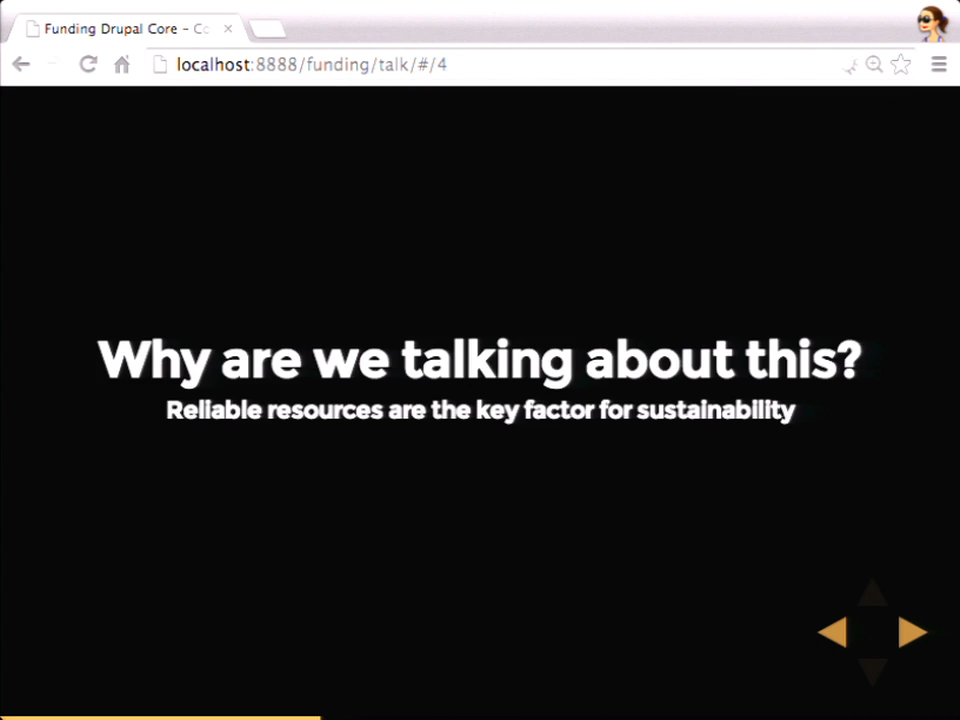 Funding Drupal Core - Co
localhost:8888/funding/talk/#/4
Why are we talking about this?
Reliable resources are the key factor for sustainability